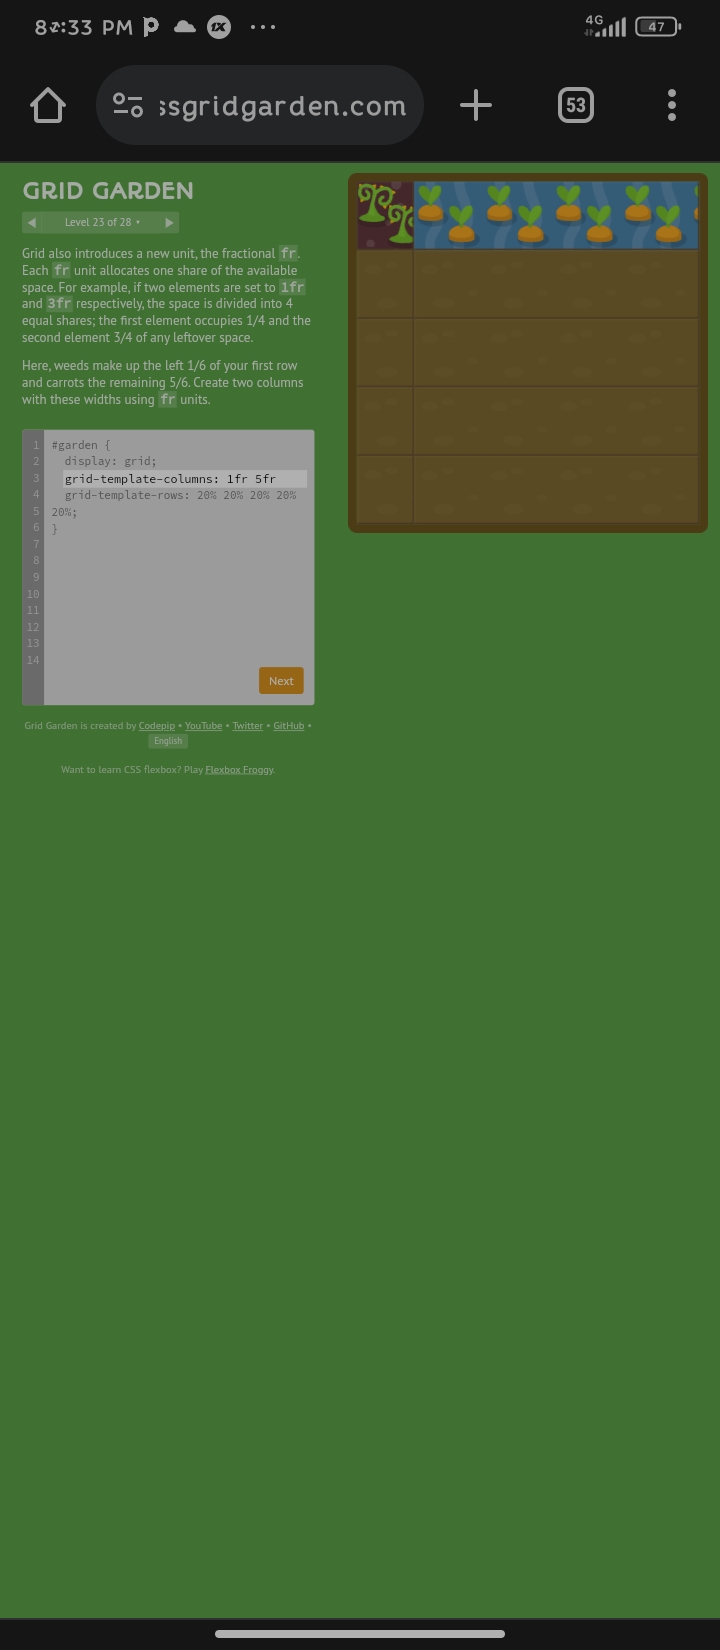 8:33 PM
4G
47
ssgridgarden.com
53
GRID GARDEN
Level 23 of 28
Grid also introduces a new unit, the fractional fr.
Each fr unit allocates one share of the available
space. For example, if two elements are set to 1fr
and 3fr respectively, the space is divided into 4
equal shares; the first element occupies 1/4 and the
second element 3/4 of any leftover space.
Here, weeds make up the left 1/6 of your first row
and carrots the remaining 5/6. Create two columns
with these widths using fr units.
1 #garden {
2 display: grid;
3 grid-template-columns: 1fr 5fr
4 grid-template-rows: 20% 20% 20% 20%
5 20%;
6 }
7
8
9
10
11
12
13
14
Next
Grid Garden is created by Codepip • YouTube • Twitter • GitHub •
English
Want to learn CSS flexbox? Play Flexbox Froggy.